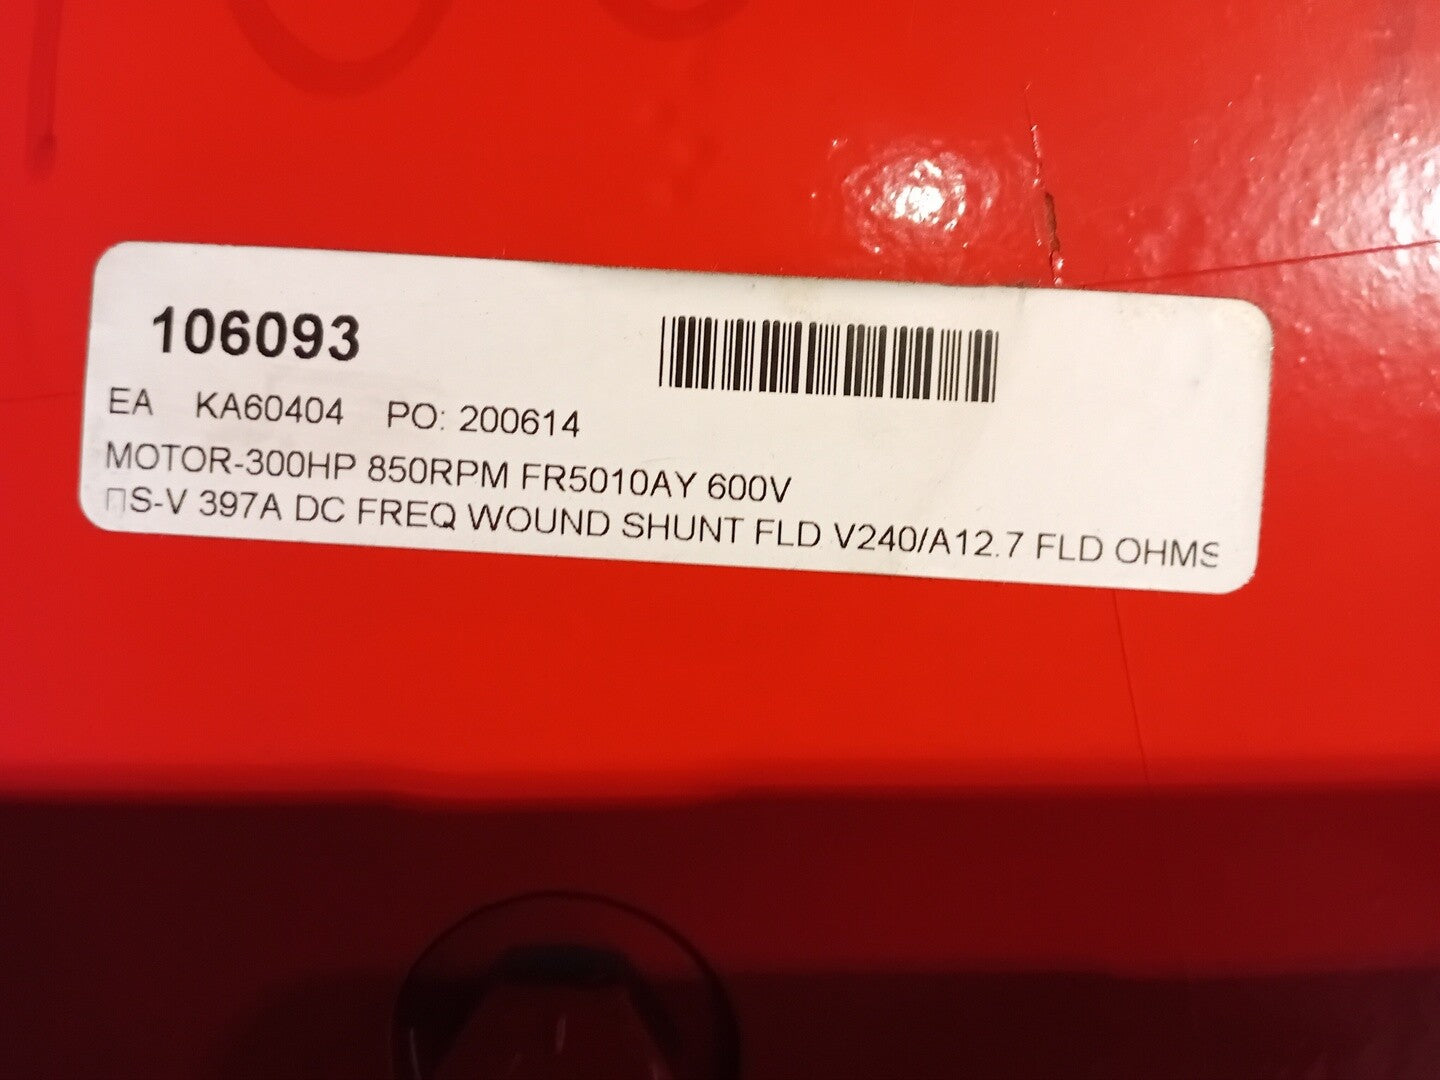 106093
EA KA60404 PO: 200614
MOTOR-300HP 850RPM FR5010AY 600V
S-V 397A DC FREQ WOUND SHUNT FLD V240/A12.7 FLD OHMS